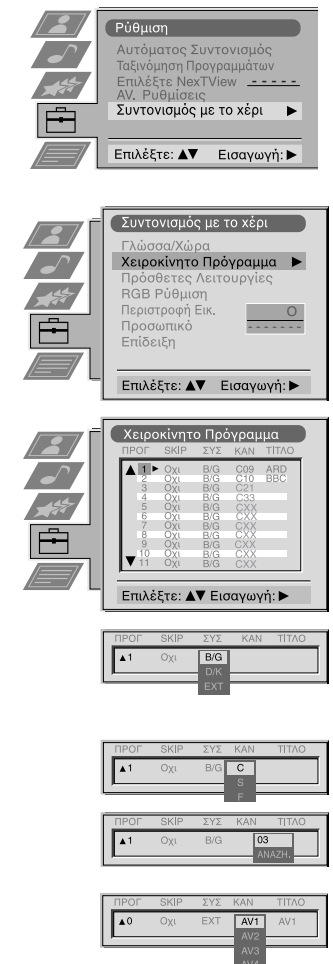 Ρύθμιση
Αυτόματος Συντονισμός
Ταξινόμηση Προγραμμάτων
Επιλέξτε NexTView - - - - -
AV. Ρυθμίσεις
Συντονισμός με το χέρι ▶
Επιλέξτε: ▲▼ Εισαγωγή: ▶
Συντονισμός με το χέρι
Γλώσσα/Χώρα
Χειροκίνητο Πρόγραμμα ▶
Πρόσθετες Λειτουργίες
RGB Ρύθμιση
Περιστροφή Εικ. O
Προσωπικό - - - - - - -
Επίδειξη
Επιλέξτε: ▲▼ Εισαγωγή: ▶
Χειροκίνητο Πρόγραμμα
ΠΡΟΓ SKIP ΣΥΣ ΚΑΝ ΤΙΤΛΟ
▲ 1 ▶ Οχι B/G C09 ARD
2 Οχι B/G C10 BBC
3 Οχι B/G C21
4 Οχι B/G C33
5 Οχι B/G CXX
6 Οχι B/G CXX
7 Οχι B/G CXX
8 Οχι B/G CXX
9 Οχι B/G CXX
10 Οχι B/G CXX
▼ 11 Οχι B/G CXX
Επιλέξτε: ▲▼ Εισαγωγή: ▶
ΠΡΟΓ SKIP ΣΥΣ ΚΑΝ ΤΙΤΛΟ
▲1 Οχι B/G
D/K
EXT
ΠΡΟΓ SKIP ΣΥΣ ΚΑΝ ΤΙΤΛΟ
▲1 Οχι B/G C
S
F
ΠΡΟΓ SKIP ΣΥΣ ΚΑΝ ΤΙΤΛΟ
▲1 Οχι B/G 03
ΑΝΑΖΗ.
ΠΡΟΓ SKIP ΣΥΣ ΚΑΝ ΤΙΤΛΟ
▲0 Οχι EXT AV1 AV1
AV2
AV3
AV4